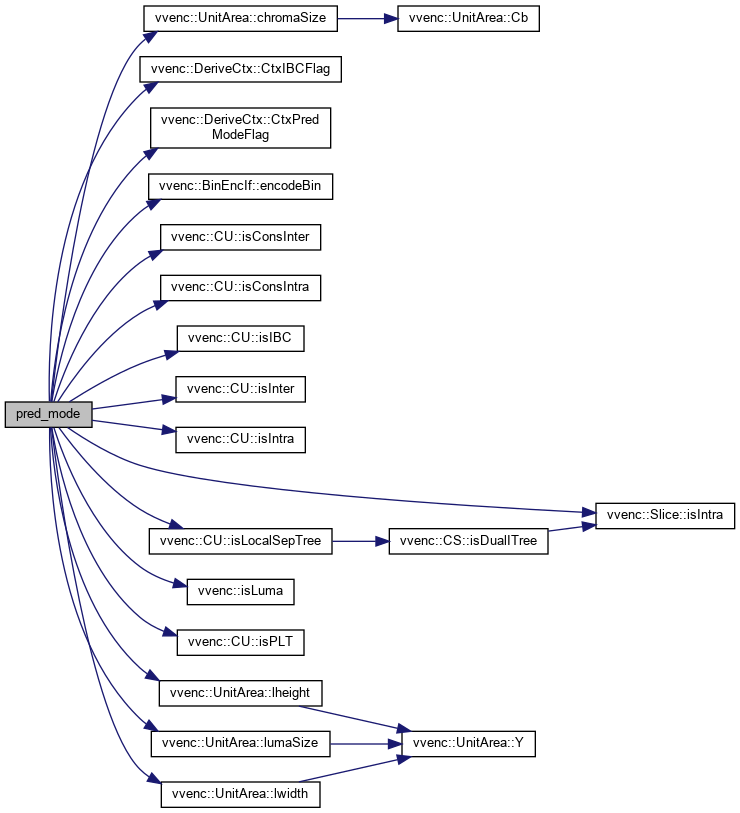 pred_mode
vvenc::UnitArea::chromaSize
vvenc::UnitArea::Cb
vvenc::DeriveCtx::CtxIBCFlag
vvenc::DeriveCtx::CtxPred
ModeFlag
vvenc::BinEncIf::encodeBin
vvenc::CU::isConsInter
vvenc::CU::isConsIntra
vvenc::CU::isIBC
vvenc::CU::isInter
vvenc::CU::isIntra
vvenc::Slice::isIntra
vvenc::CU::isLocalSepTree
vvenc::CS::isDualITree
vvenc::isLuma
vvenc::CU::isPLT
vvenc::UnitArea::lheight
vvenc::UnitArea::lumaSize
vvenc::UnitArea::Y
vvenc::UnitArea::lwidth